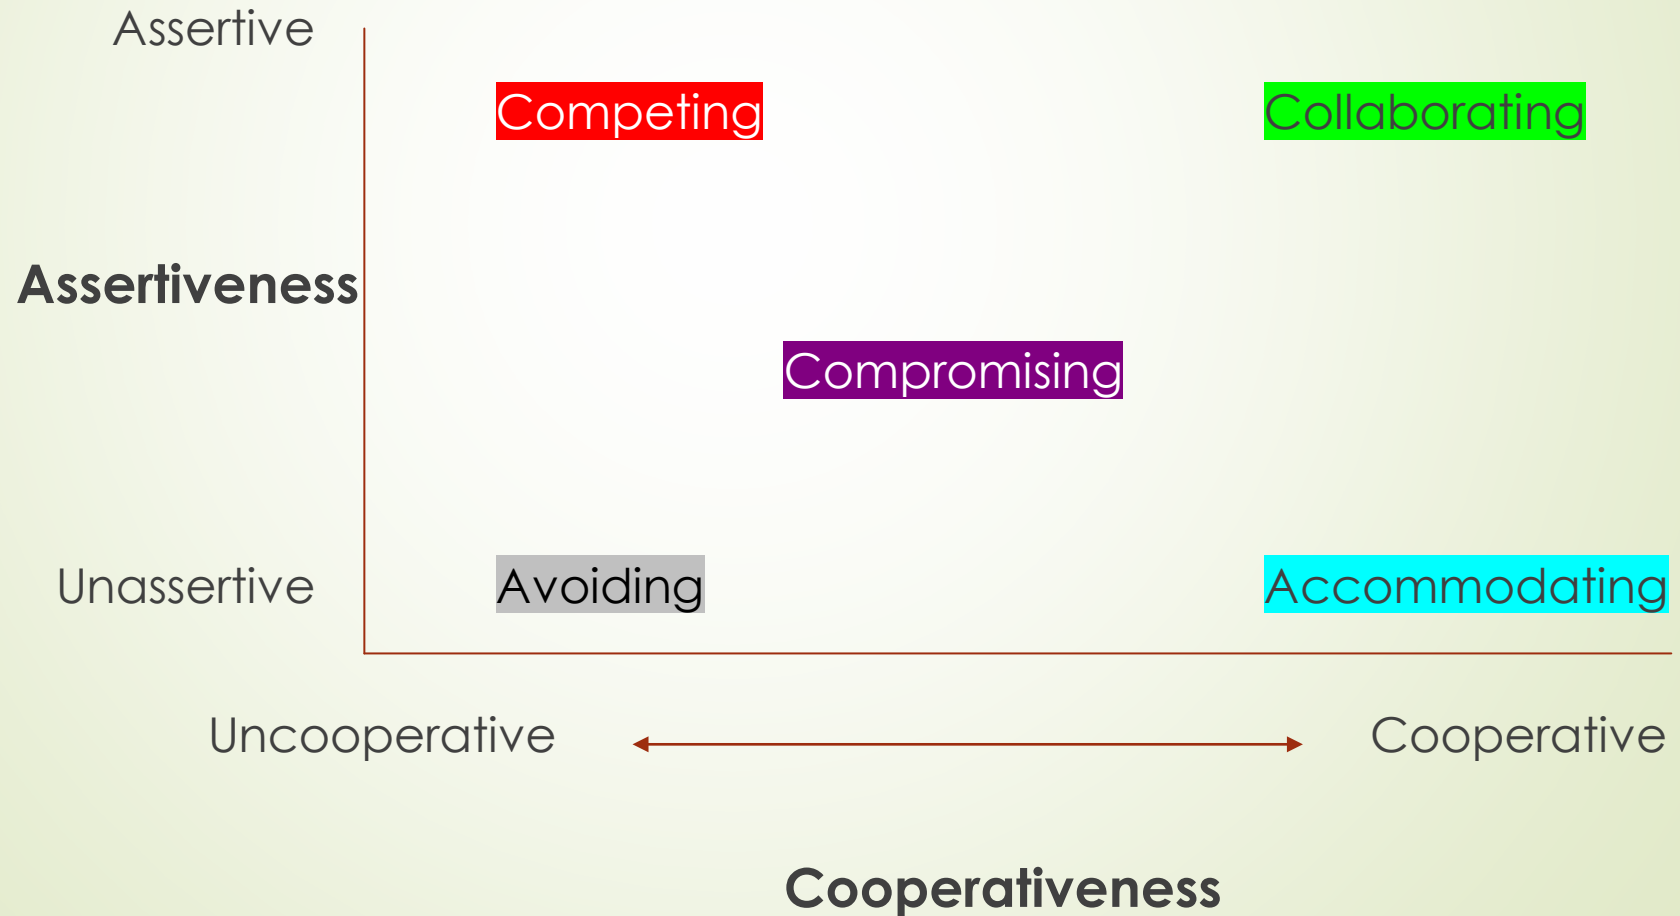 Assertive
Competing
Collaborating
Assertiveness
Compromising
Unassertive
Avoiding
Accommodating
Uncooperative
Cooperative
Cooperativeness